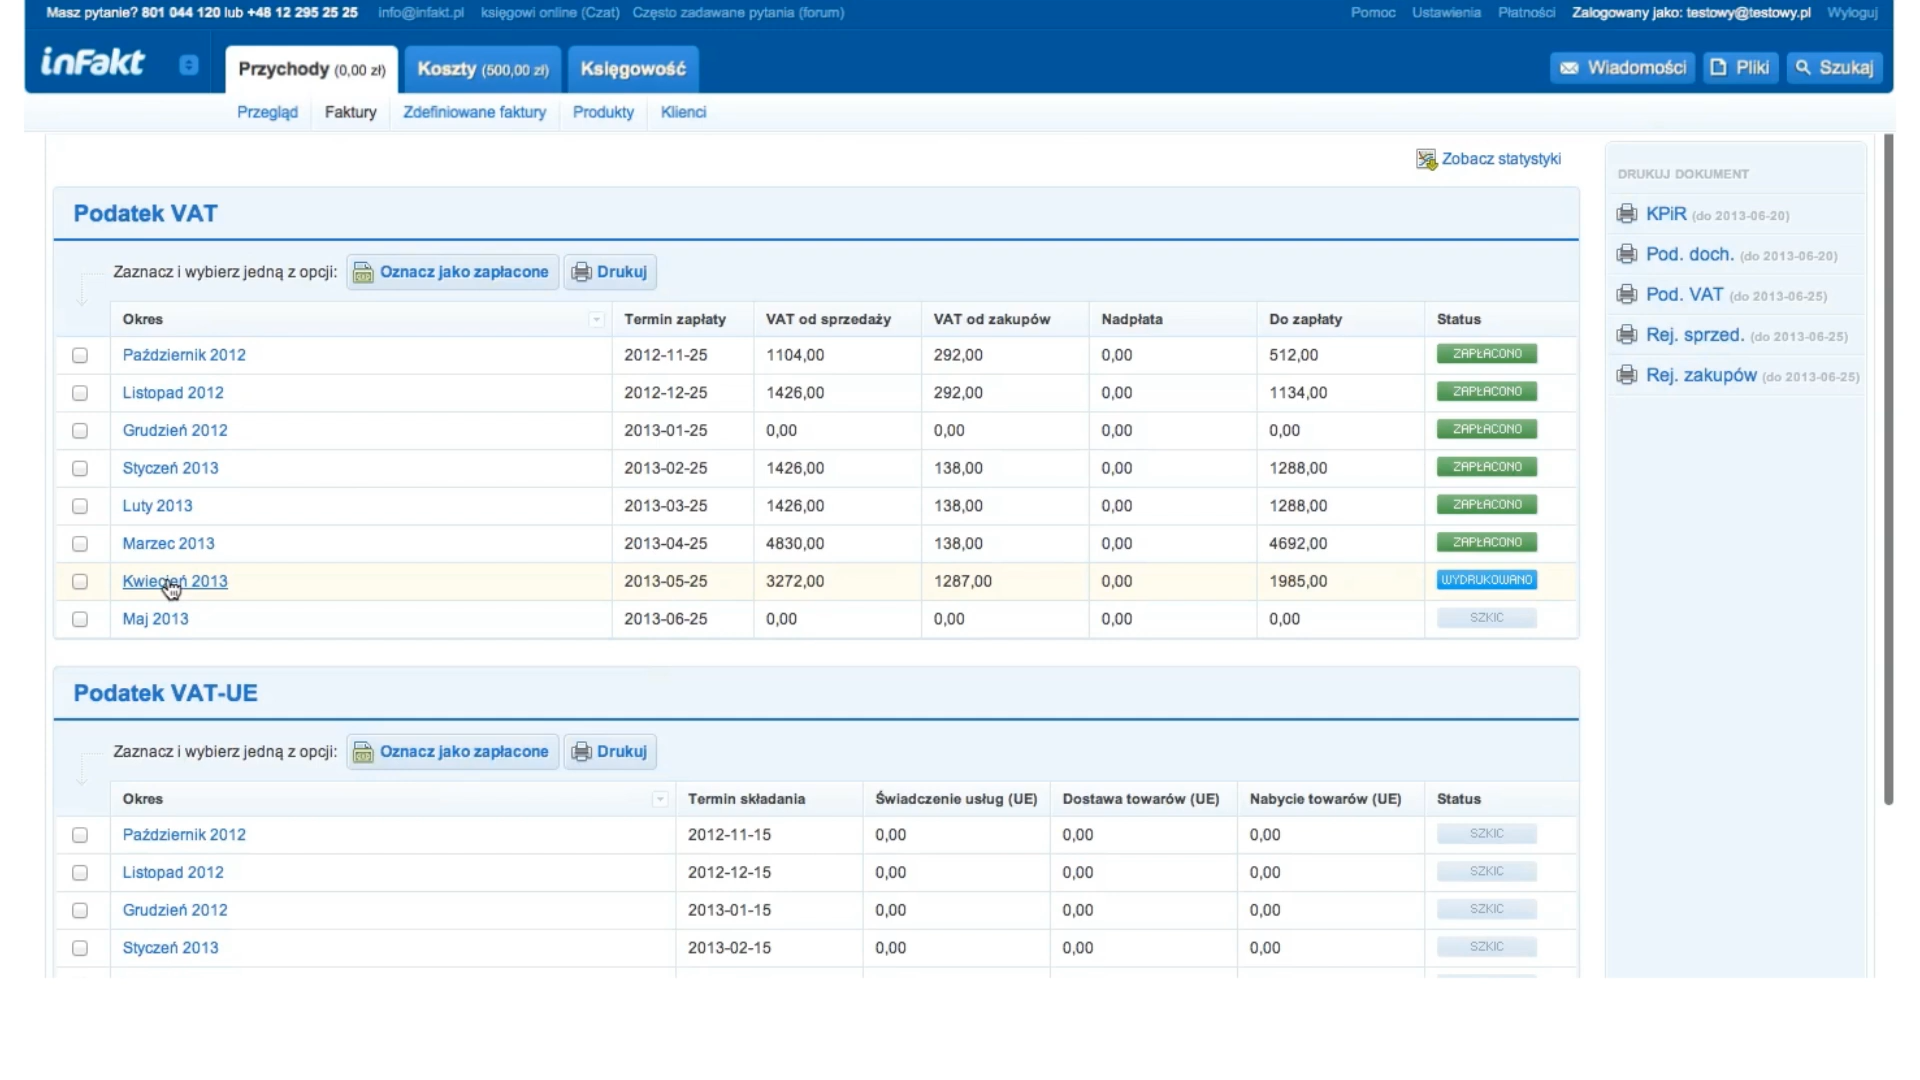 Masz pytanie? 801 044 120 lub +48 12 295 25 25 info@infakt.pl księgowi online (Czat) Często zadawane pytania (forum) Pomoc Ustawienia Płatności Zalogowany jako: testowy@testowy.pl Wyloguj
inFakt Przychody (0,00 zł) Koszty (500,00 zł) Księgowość Wiadomości Pliki Szukaj
Przegląd Faktury Zdefiniowane faktury Produkty Klienci
Zobacz statystyki
Podatek VAT
Zaznacz i wybierz jedną z opcji: Oznacz jako zapłacone Drukuj
Okres Termin zapłaty VAT od sprzedaży VAT od zakupów Nadpłata Do zapłaty Status
Październik 2012 2012-11-25 1104,00 292,00 0,00 512,00 ZAPŁACONO
Listopad 2012 2012-12-25 1426,00 292,00 0,00 1134,00 ZAPŁACONO
Grudzień 2012 2013-01-25 0,00 0,00 0,00 0,00 ZAPŁACONO
Styczeń 2013 2013-02-25 1426,00 138,00 0,00 1288,00 ZAPŁACONO
Luty 2013 2013-03-25 1426,00 138,00 0,00 1288,00 ZAPŁACONO
Marzec 2013 2013-04-25 4830,00 138,00 0,00 4692,00 ZAPŁACONO
Kwiecień 2013 2013-05-25 3272,00 1287,00 0,00 1985,00 WYDRUKOWANO
Maj 2013 2013-06-25 0,00 0,00 0,00 0,00 SZKIC
Podatek VAT-UE
Zaznacz i wybierz jedną z opcji: Oznacz jako zapłacone Drukuj
Okres Termin składania Świadczenie usług (UE) Dostawa towarów (UE) Nabycie towarów (UE) Status
Październik 2012 2012-11-15 0,00 0,00 0,00 SZKIC
Listopad 2012 2012-12-15 0,00 0,00 0,00 SZKIC
Grudzień 2012 2013-01-15 0,00 0,00 0,00 SZKIC
Styczeń 2013 2013-02-15 0,00 0,00 0,00 SZKIC
DRUKUJ DOKUMENT
KPiR (do 2013-06-20)
Pod. doch. (do 2013-06-20)
Pod. VAT (do 2013-06-25)
Rej. sprzed. (do 2013-06-25)
Rej. zakupów (do 2013-06-25)